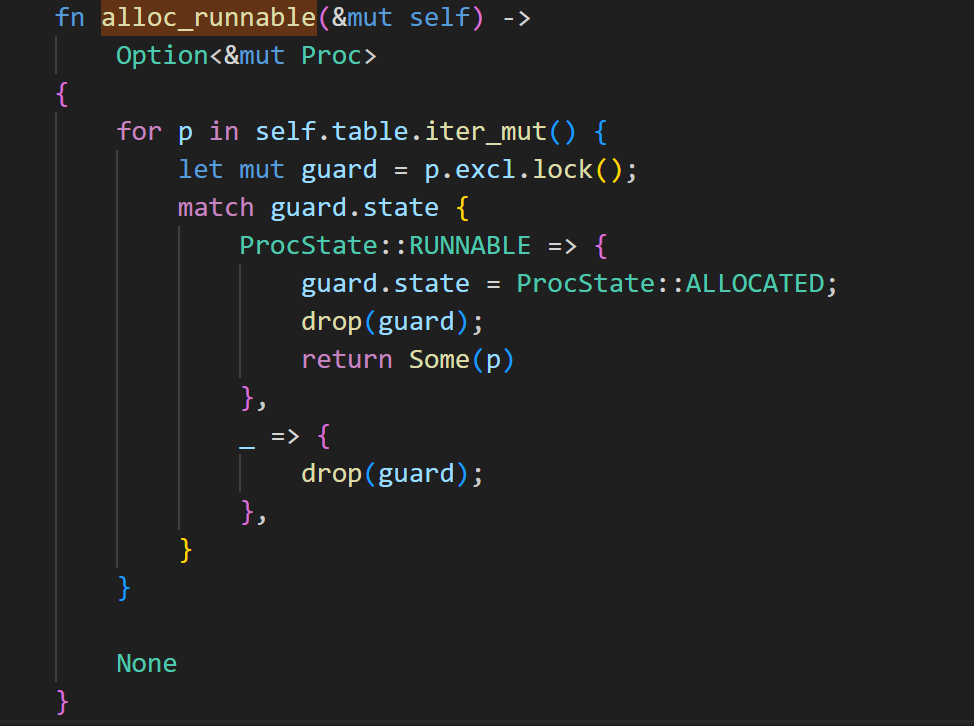 fn alloc_runnable(&mut self) ->
    Option<&mut Proc>
{
    for p in self.table.iter_mut() {
        let mut guard = p.excl.lock();
        match guard.state {
            ProcState::RUNNABLE => {
                guard.state = ProcState::ALLOCATED;
                drop(guard);
                return Some(p)
            },
            _ => {
                drop(guard);
            },
        }
    }

    None
}